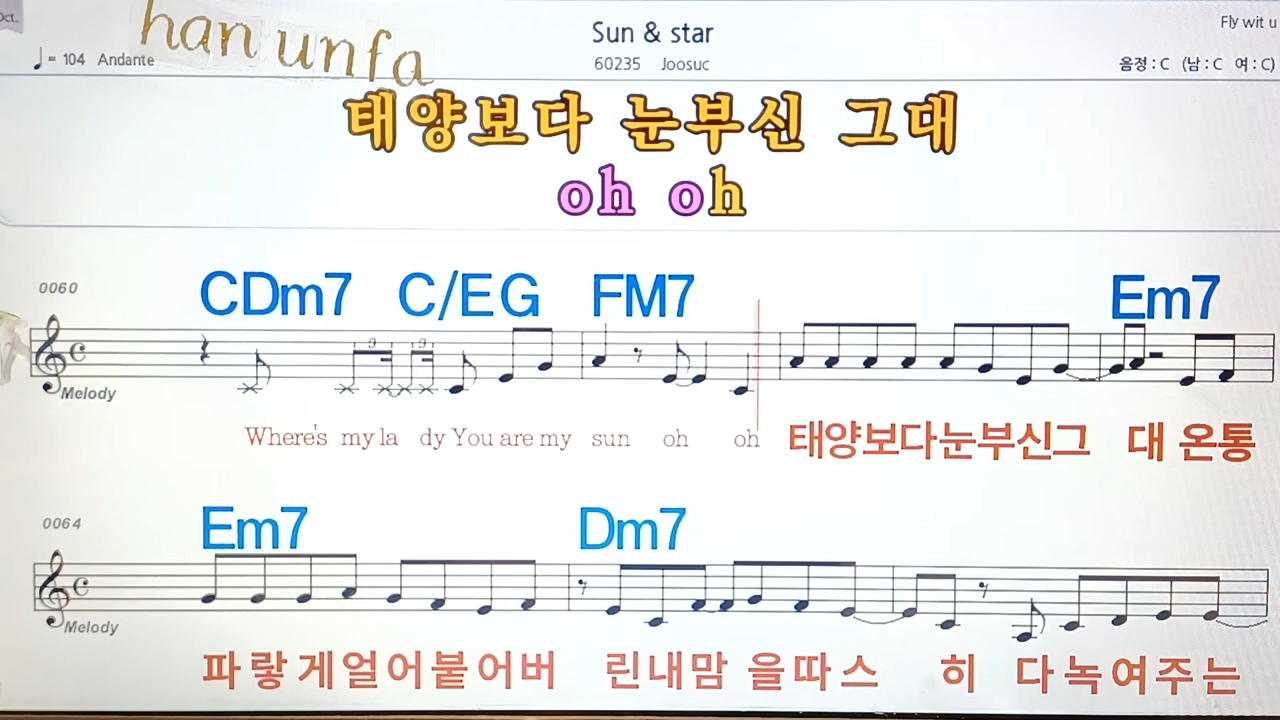 Oct.
han unfa
Sun & star
Fly wit u
♩= 104 Andante
60235 Joosuc
음정 : C (남 : C 여 : C)
태양보다 눈부신 그대
oh oh
0060
CDm7 C/EG FM7 Em7
Melody
Where's my la dy You are my sun oh oh 태양보다눈부신그 대 온통
0064
Em7 Dm7
Melody
파랗게얼어붙어버 린내맘 을따스 히 다녹여주는